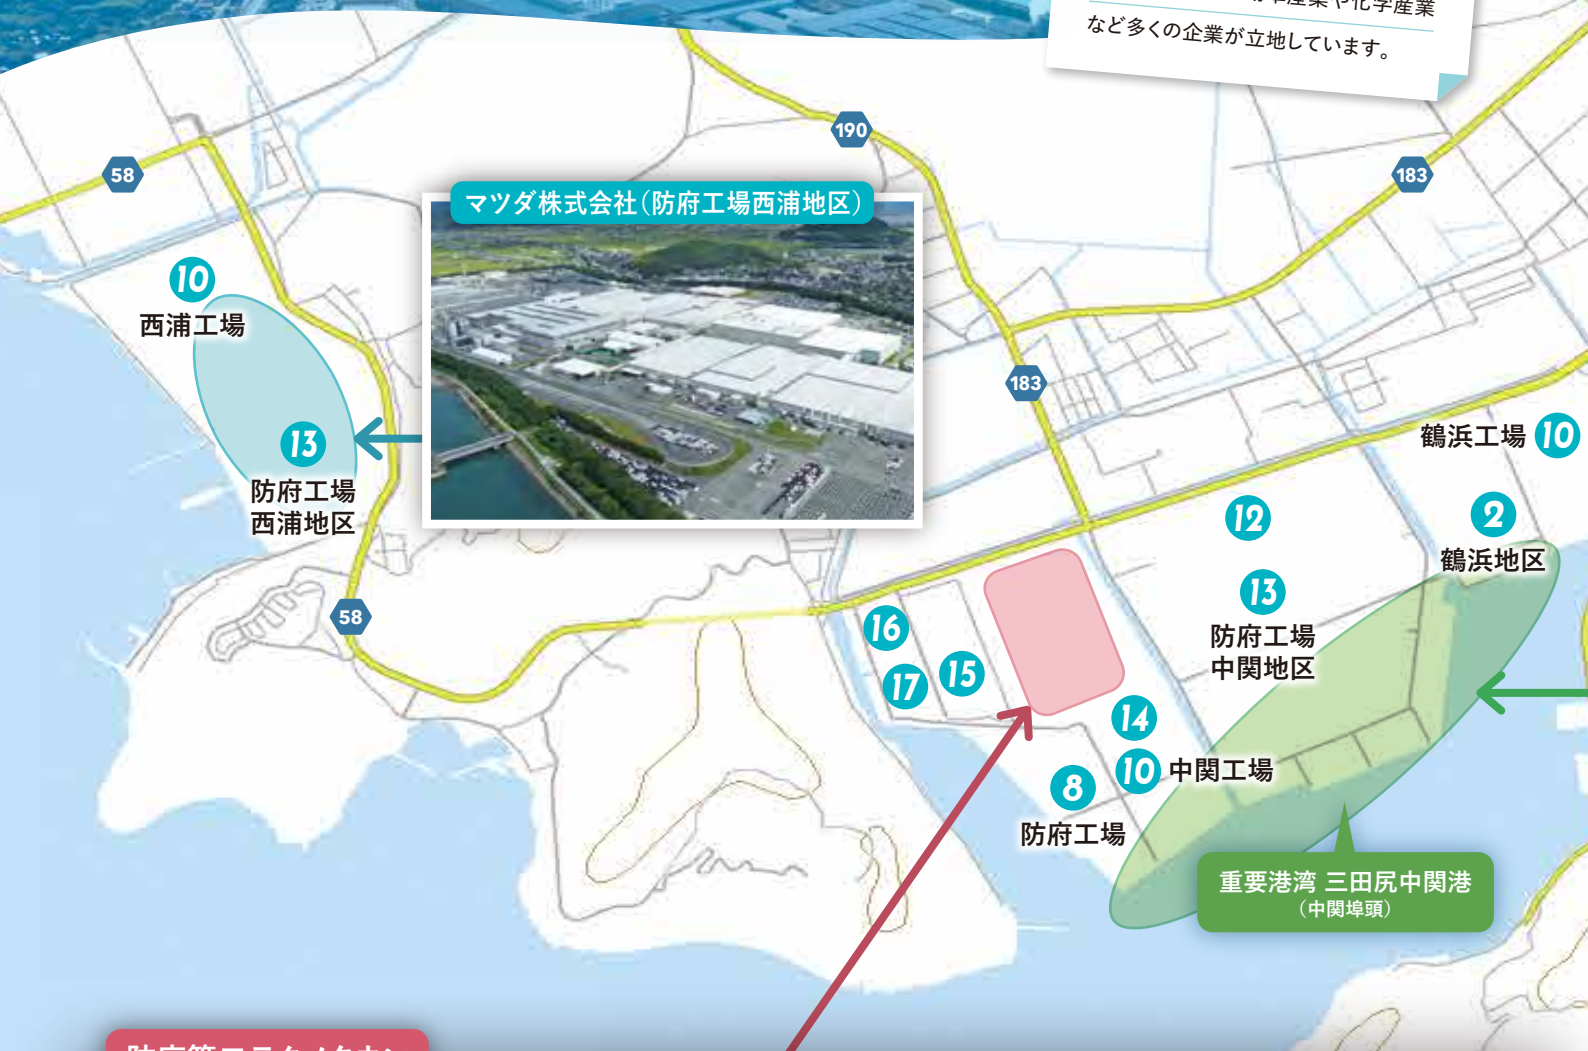 など多くの企業が立地しています。
190
58
183
マツダ株式会社（防府工場西浦地区）
10
西浦工場
183
13
防府工場
西浦地区
鶴浜工場 10
12
2
鶴浜地区
13
防府工場
中関地区
58
16
17
15
14
10 中関工場
8
防府工場
重要港湾 三田尻中関港
（中関埠頭）